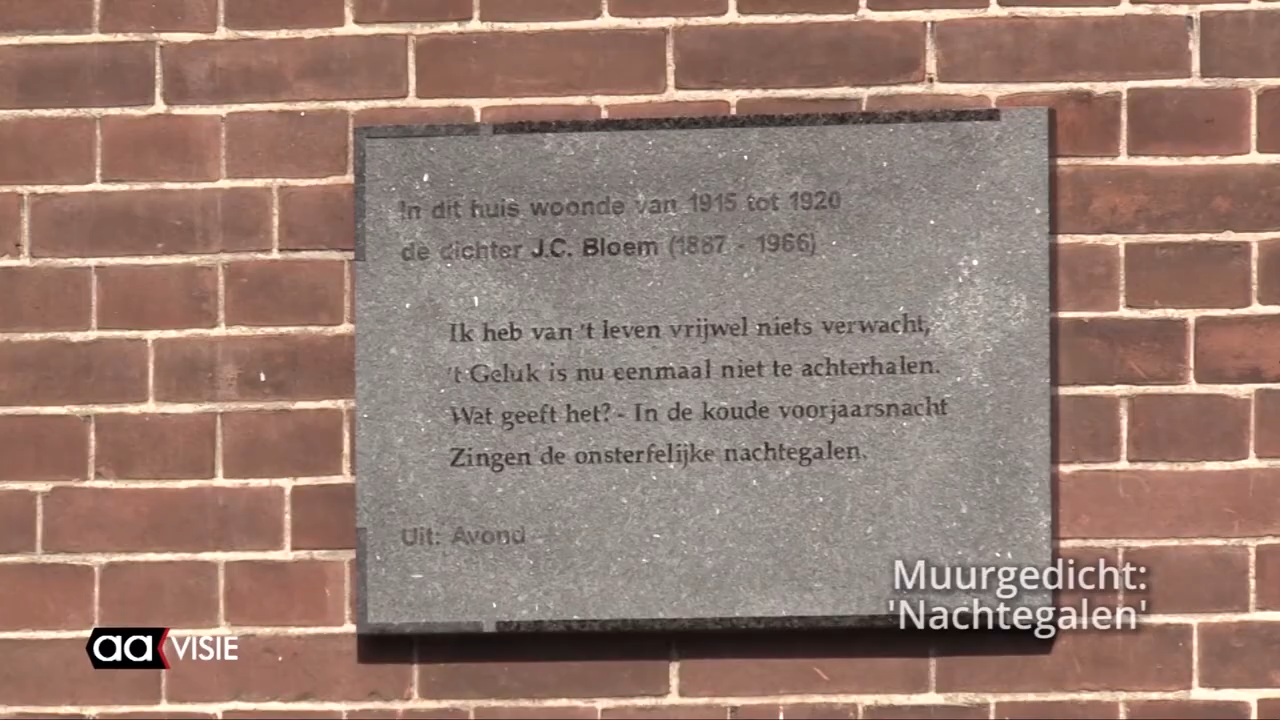 In dit huis woonde van 1915 tot 1920
de dichter J.C. Bloem (1887 - 1966)
Ik heb van 't leven vrijwel niets verwacht,
't Geluk is nu eenmaal niet te achterhalen.
Wat geeft het? - In de koude voorjaarsnacht
Zingen de onsterfelijke nachtegalen.
Uit: Avond
Muurgedicht:
'Nachtegalen'
aa VISIE